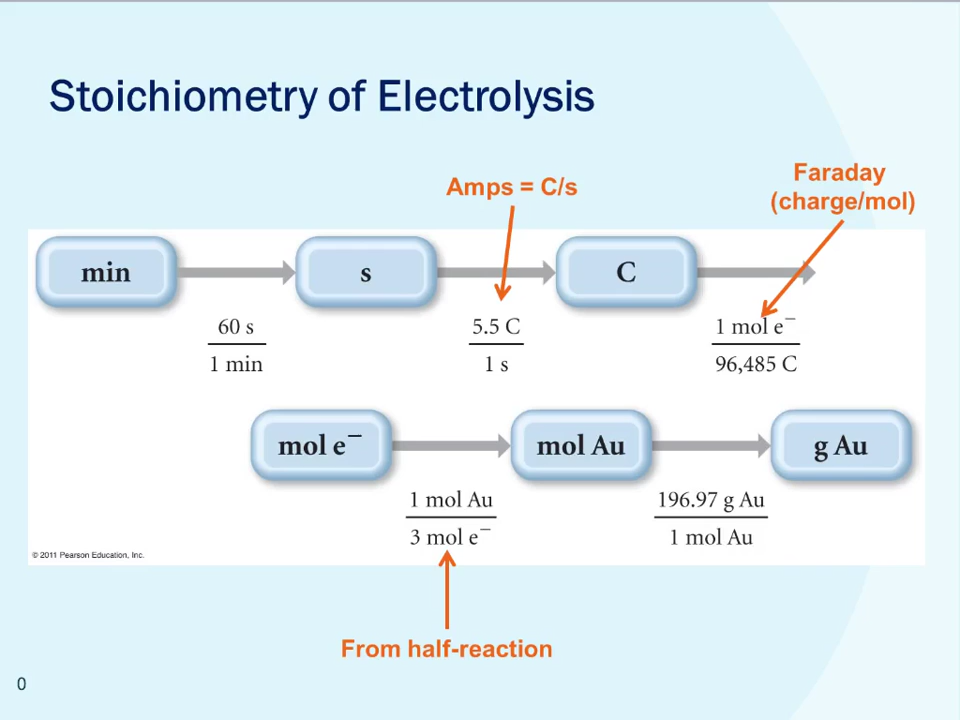 Stoichiometry of Electrolysis
Amps = C/s
Faraday
(charge/mol)
min
s
C
60 s
1 min
5.5 C
1 s
1 mol e⁻
96,485 C
mol e⁻
mol Au
g Au
1 mol Au
3 mol e⁻
196.97 g Au
1 mol Au
© 2011 Pearson Education, Inc.
From half-reaction
0